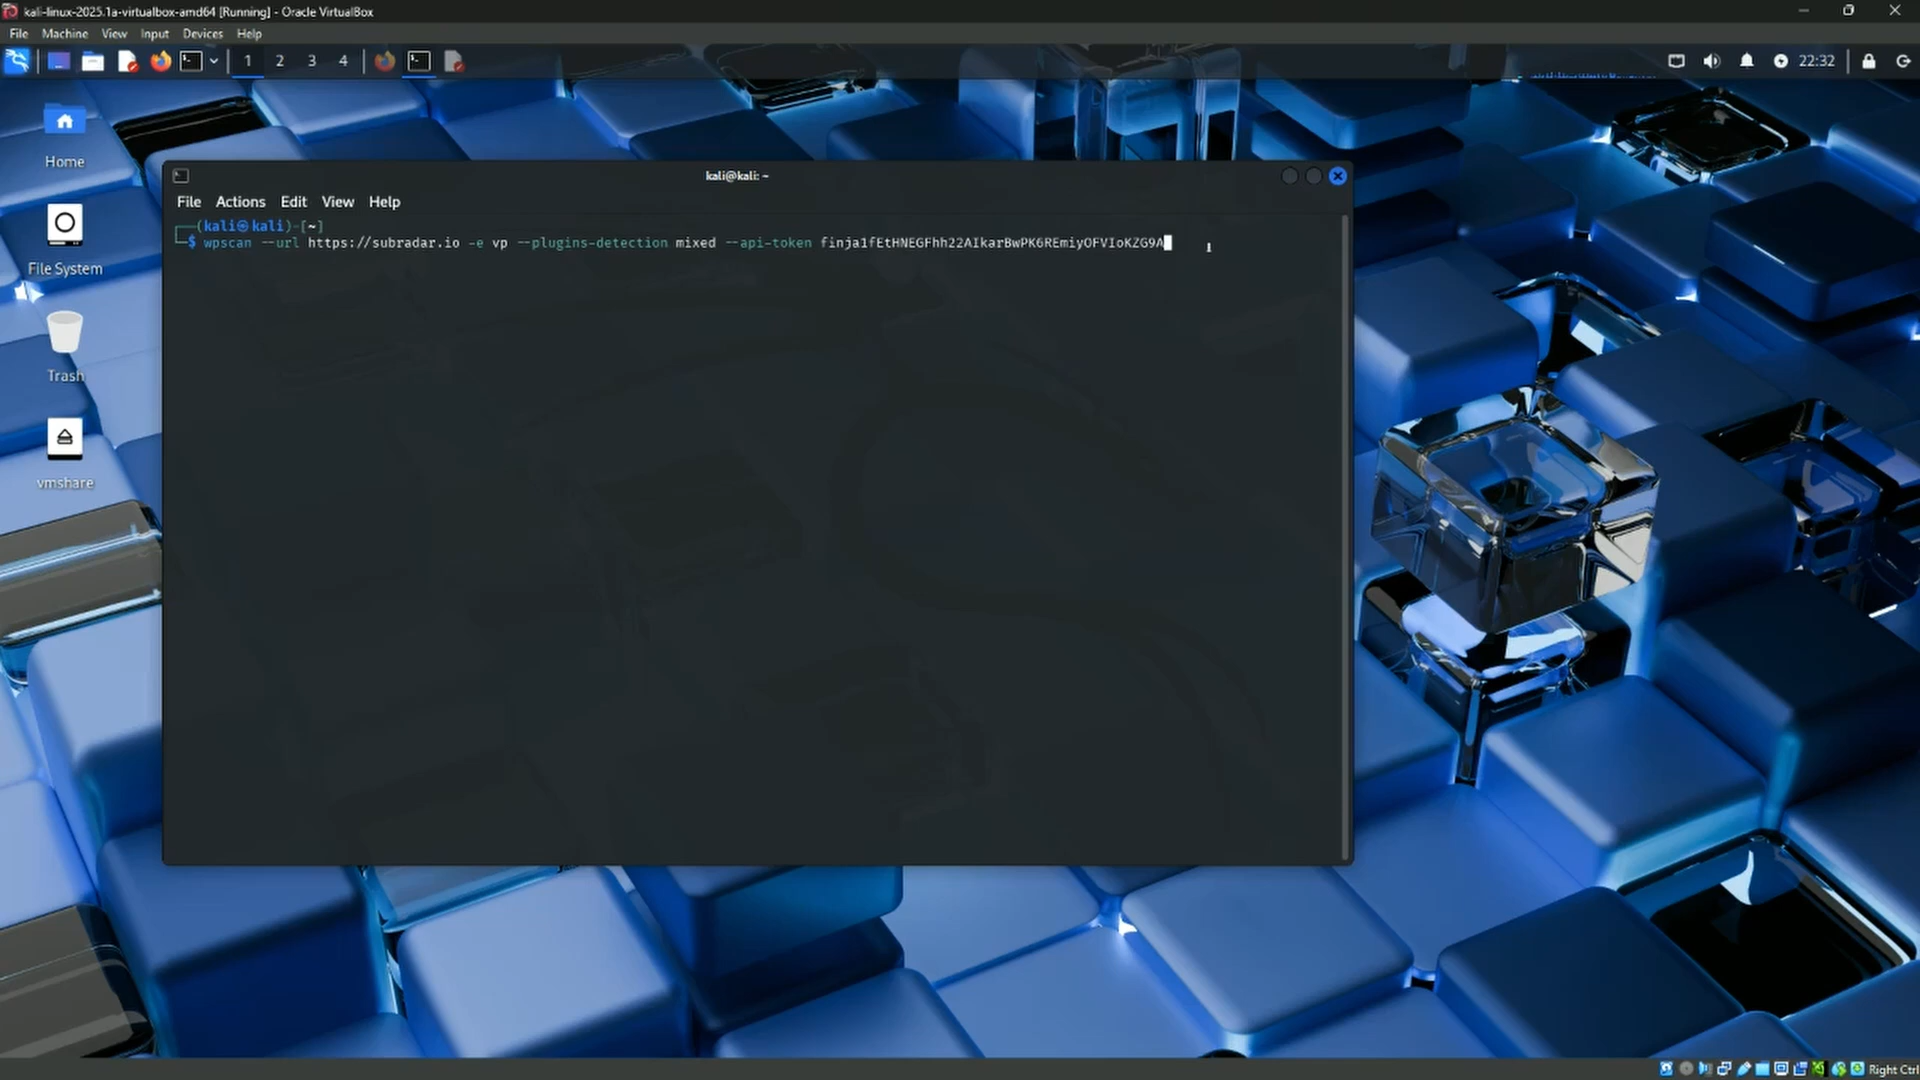 kali-linux-2025.1a-virtualbox-amd64 [Running] - Oracle VirtualBox
File Machine View Input Devices Help
1 2 3 4 22:32
Home
File System
Trash
vmshare
kali@kali: ~
File Actions Edit View Help
(kali㉿kali)-[~]
$ wpscan --url https://subradar.io -e vp --plugins-detection mixed --api-token finja1fEtHNEGFhh22AIkarBwPK6REmiyOFVIoKZG9A
Right Ctrl